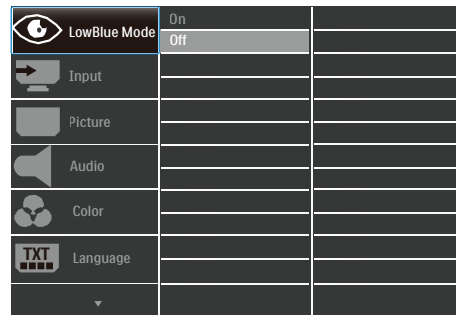 LowBlue Mode
On
Off
Input
Picture
Audio
Color
TXT
Language